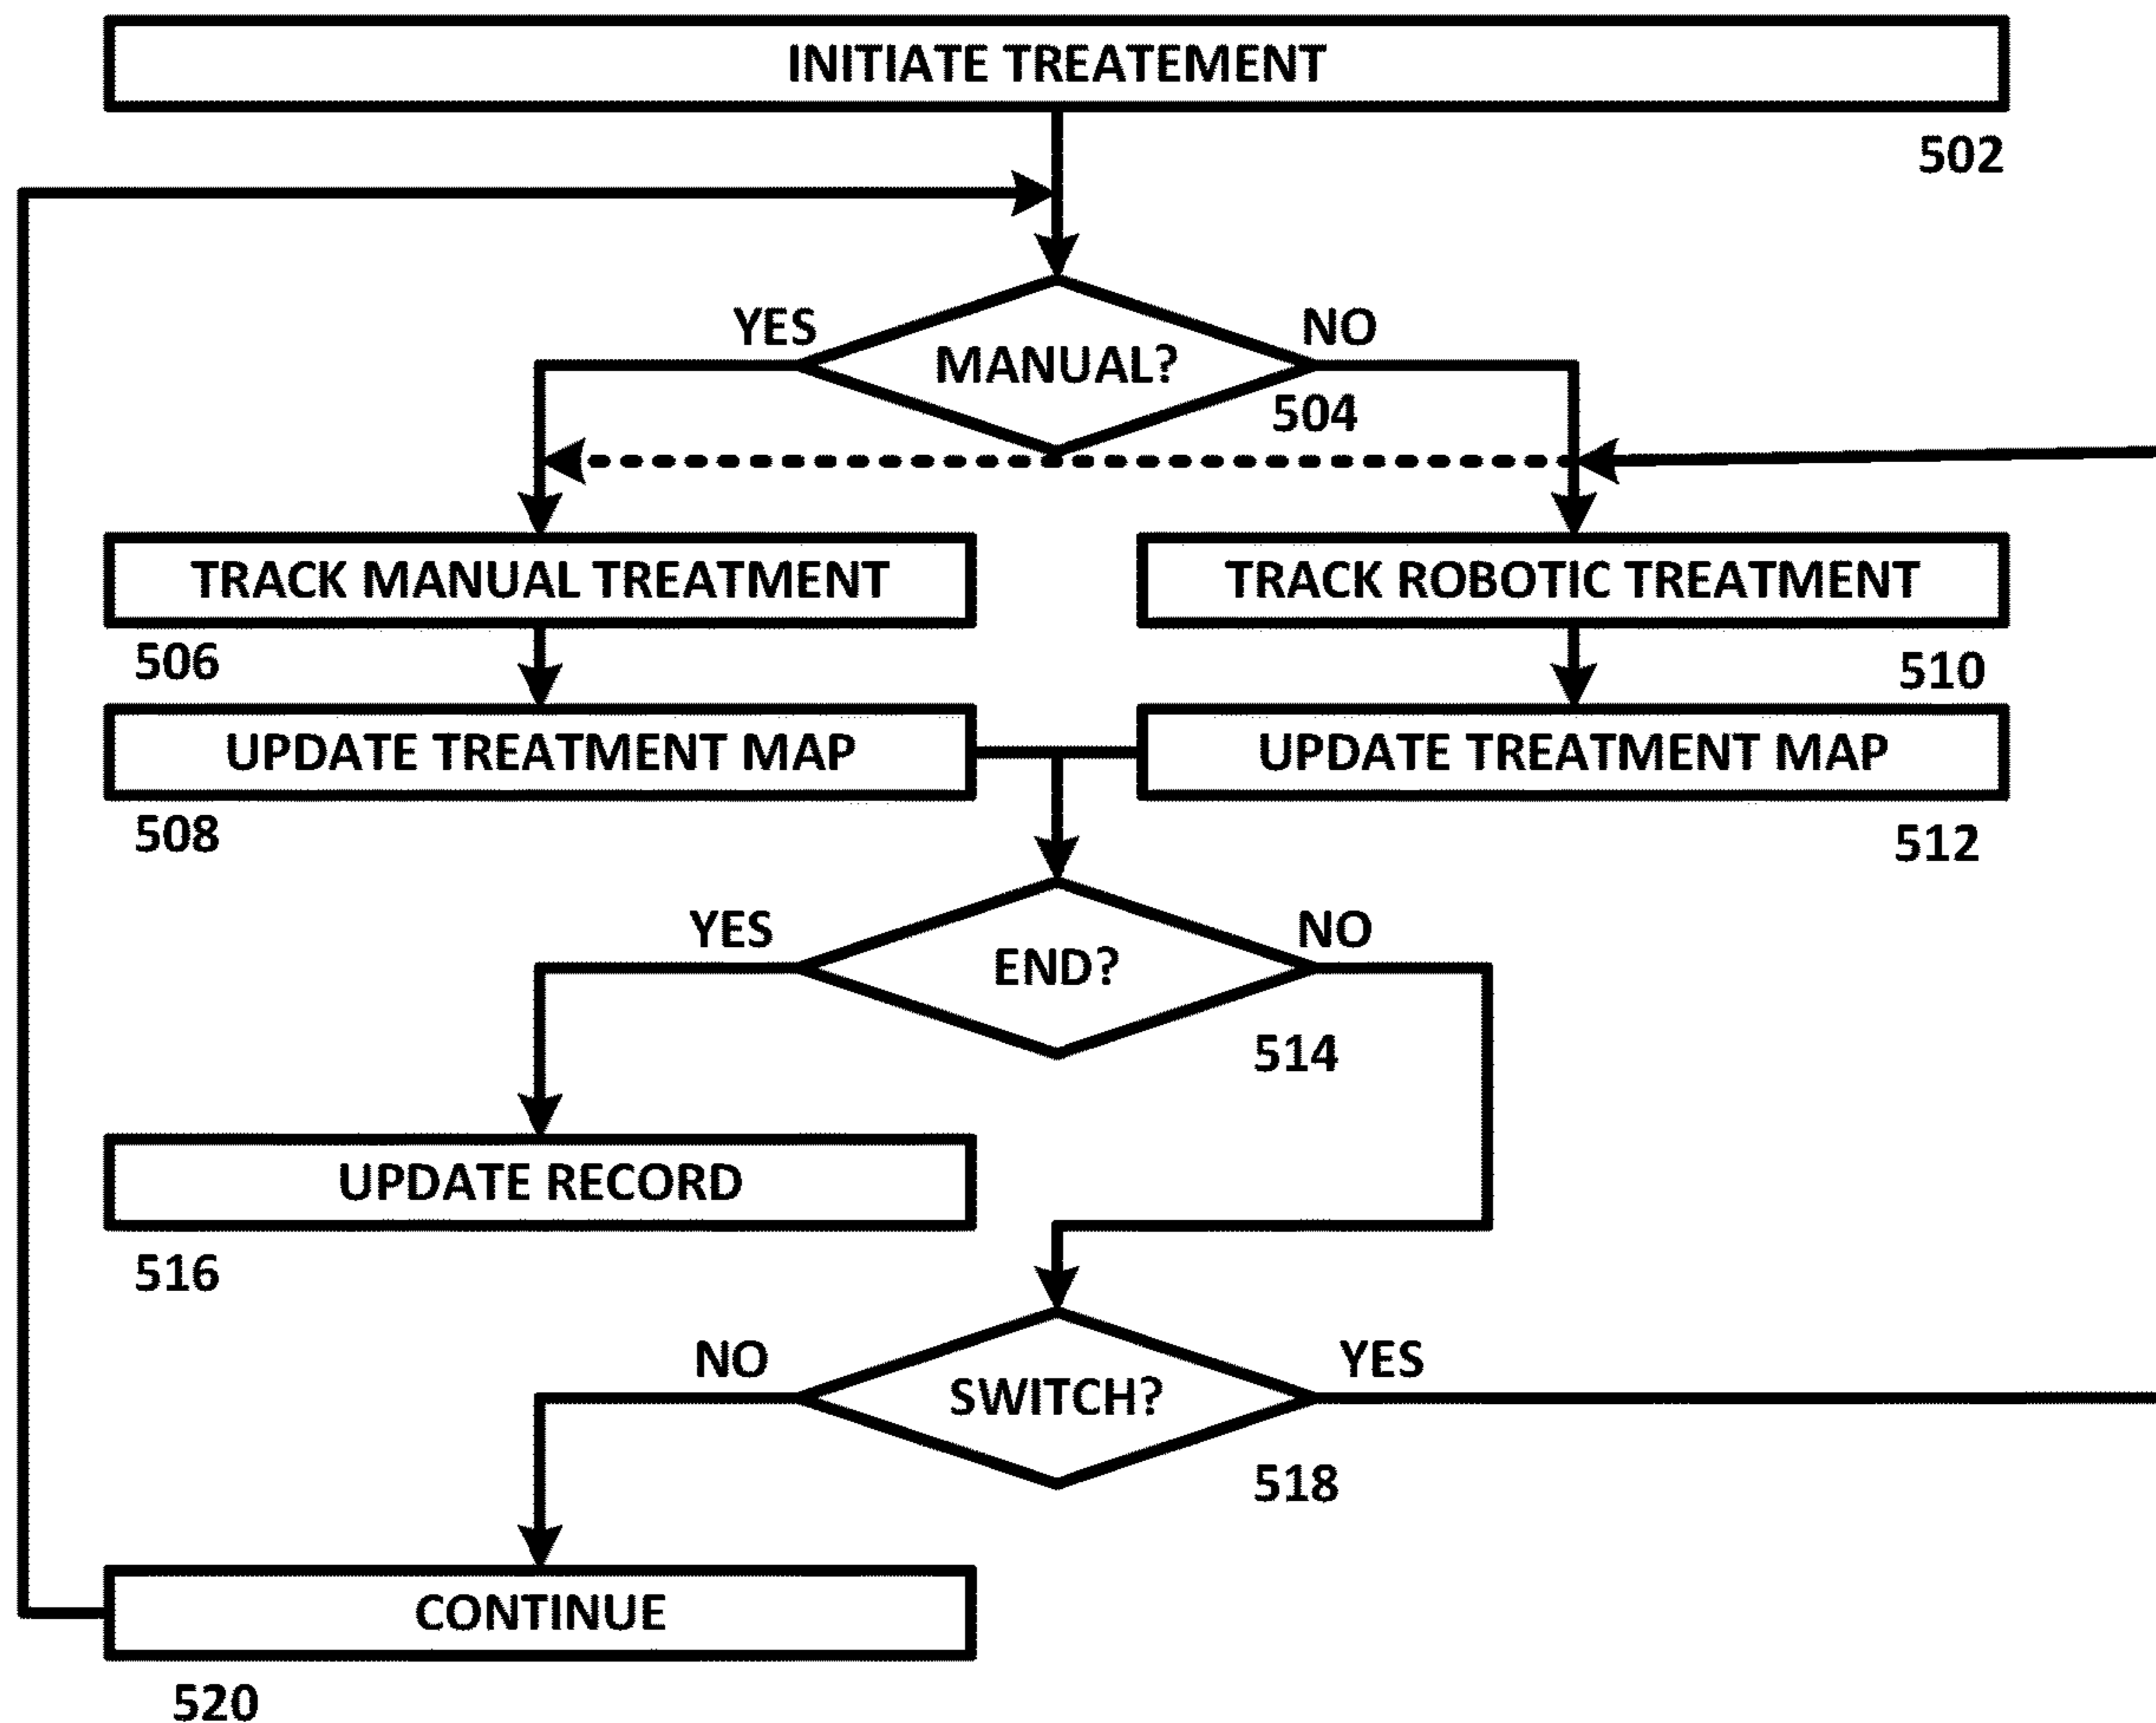 INITIATE TREATEMENT
502
YES
NO
MANUAL?
504
TRACK MANUAL TREATMENT
TRACK ROBOTIC TREATMENT
506
510
UPDATE TREATMENT MAP
UPDATE TREATMENT MAP
508
512
YES
NO
END?
514
UPDATE RECORD
516
NO
YES
SWITCH?
518
CONTINUE
520